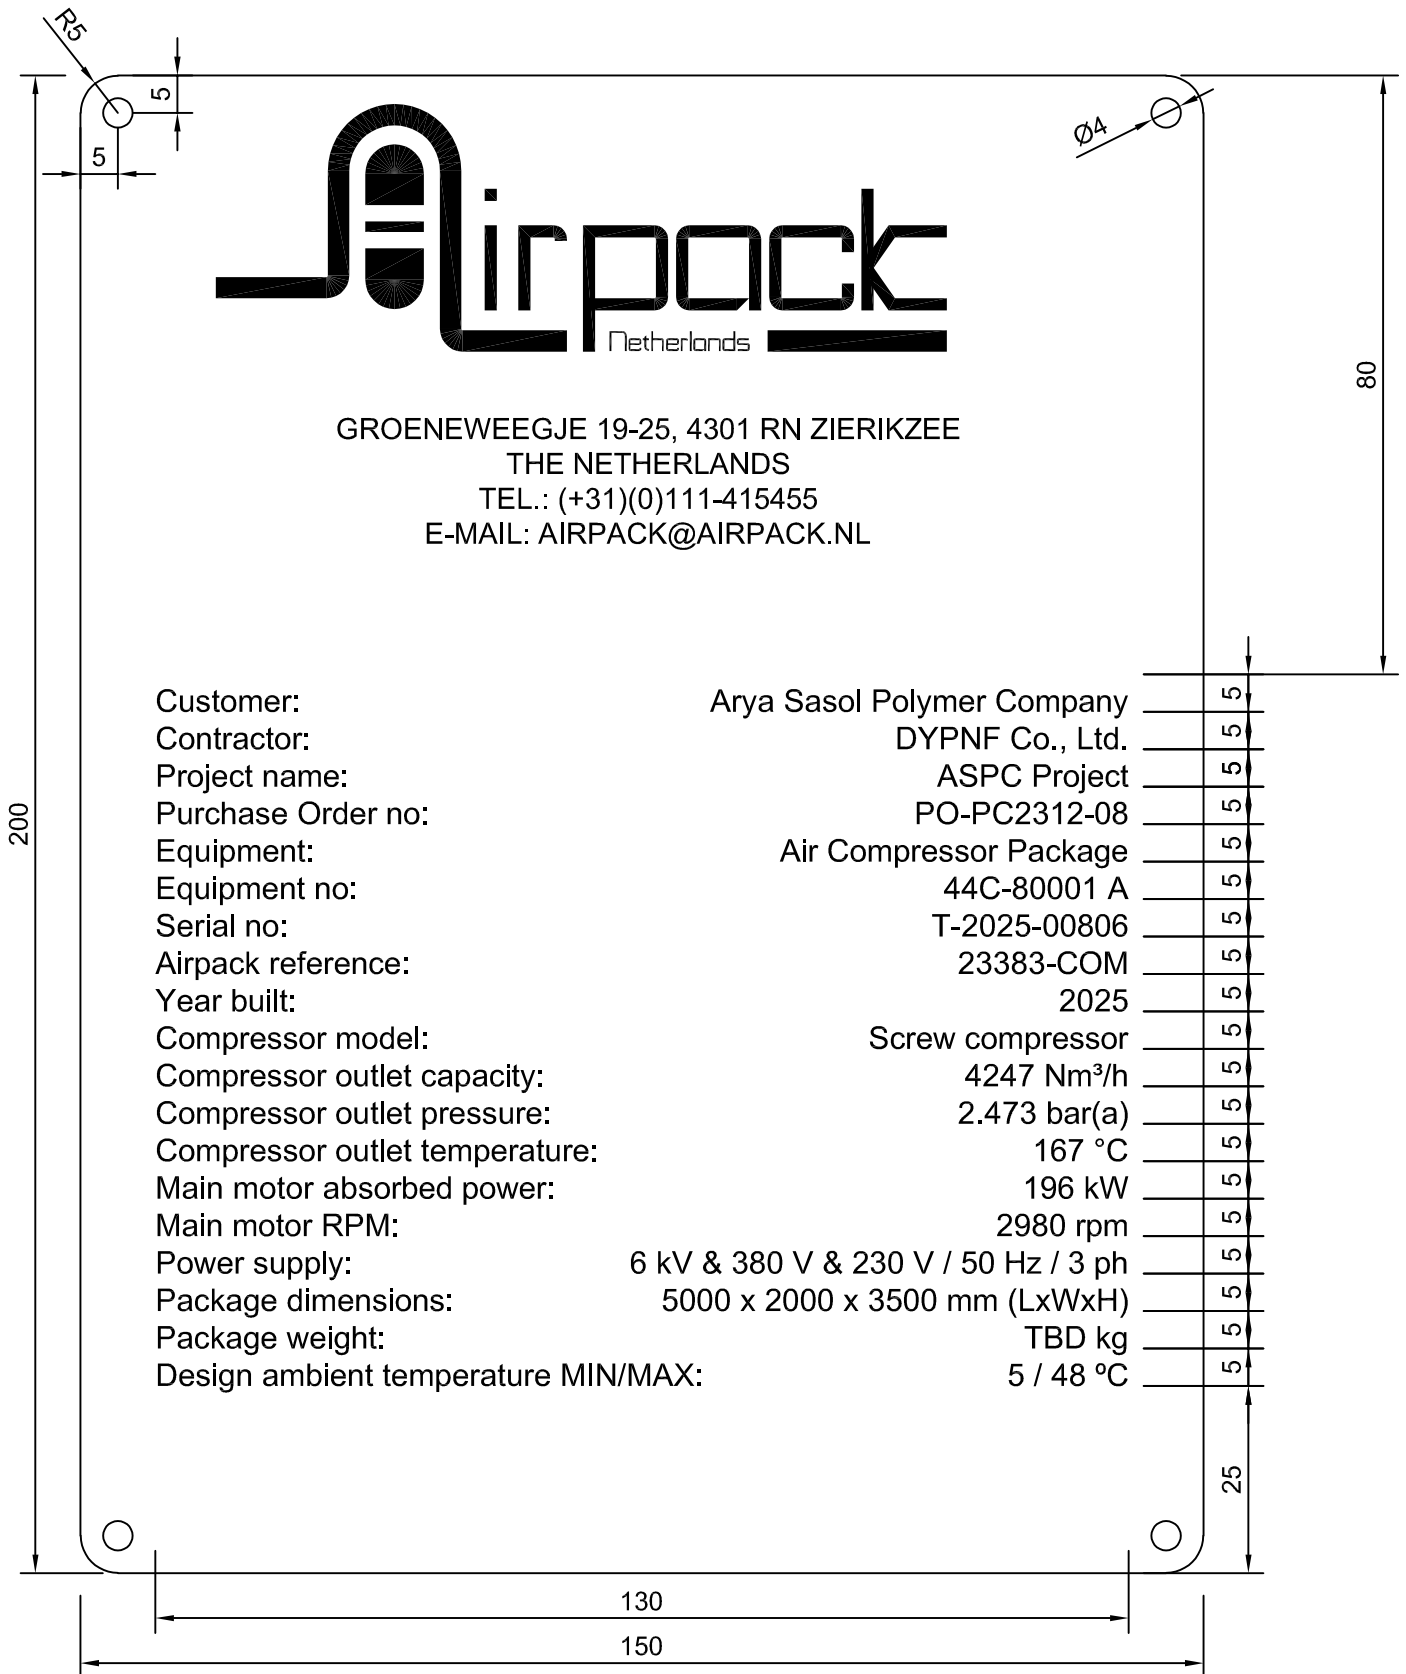 R5
5
5
Ø4
Airpack
Netherlands
80
GROENEWEEGJE 19-25, 4301 RN ZIERIKZEE
THE NETHERLANDS
TEL.: (+31)(0)111-415455
E-MAIL: AIRPACK@AIRPACK.NL
200
Customer: Arya Sasol Polymer Company 5
Contractor: DYPNF Co., Ltd. 5
Project name: ASPC Project 5
Purchase Order no: PO-PC2312-08 5
Equipment: Air Compressor Package 5
Equipment no: 44C-80001 A 5
Serial no: T-2025-00806 5
Airpack reference: 23383-COM 5
Year built: 2025 5
Compressor model: Screw compressor 5
Compressor outlet capacity: 4247 Nm³/h 5
Compressor outlet pressure: 2.473 bar(a) 5
Compressor outlet temperature: 167 °C 5
Main motor absorbed power: 196 kW 5
Main motor RPM: 2980 rpm 5
Power supply: 6 kV & 380 V & 230 V / 50 Hz / 3 ph 5
Package dimensions: 5000 x 2000 x 3500 mm (LxWxH) 5
Package weight: TBD kg 5
Design ambient temperature MIN/MAX: 5 / 48 ºC 5
25
130
150